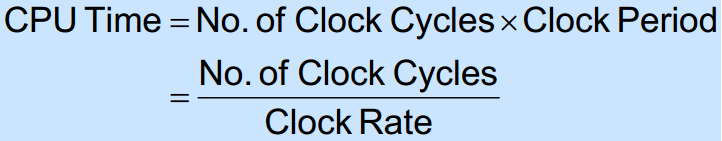 CPU Time = No. of Clock Cycles × Clock Period
= No. of Clock Cycles
Clock Rate